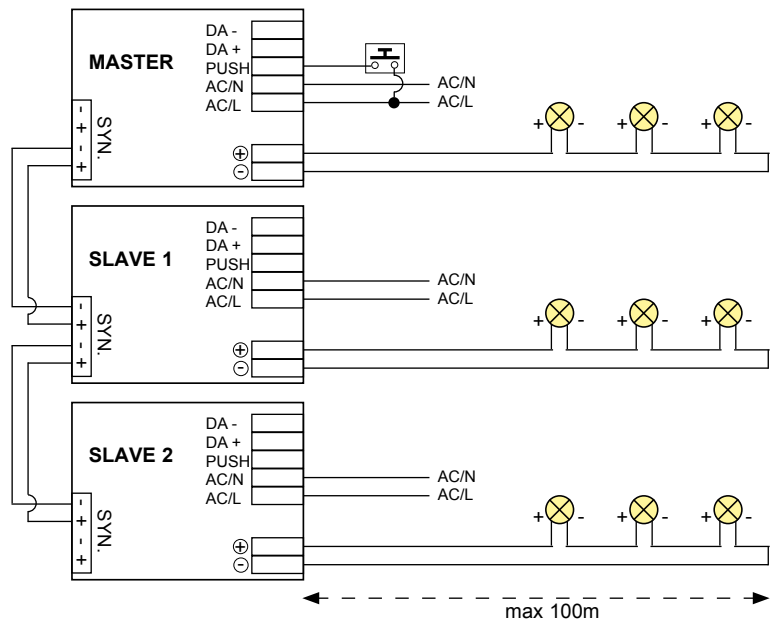 MASTER
DA -
DA +
PUSH
AC/N
AC/L
AC/N
AC/L
SYN.
- + - +
⊕
⊖
+ - + - + -
SLAVE 1
DA -
DA +
PUSH
AC/N
AC/L
AC/N
AC/L
SYN.
- + - +
⊕
⊖
+ - + - + -
SLAVE 2
DA -
DA +
PUSH
AC/N
AC/L
AC/N
AC/L
SYN.
- + - +
⊕
⊖
+ - + - + -
max 100m